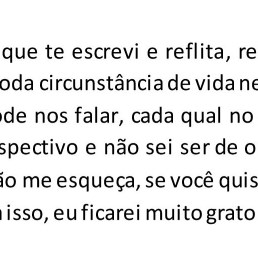 que te escrevi e reflita, re
oda circunstância de vida ne
de nos falar, cada qual no
spectivo e não sei ser de o
ão me esqueça, se você quis
isso, eu ficarei muito grato